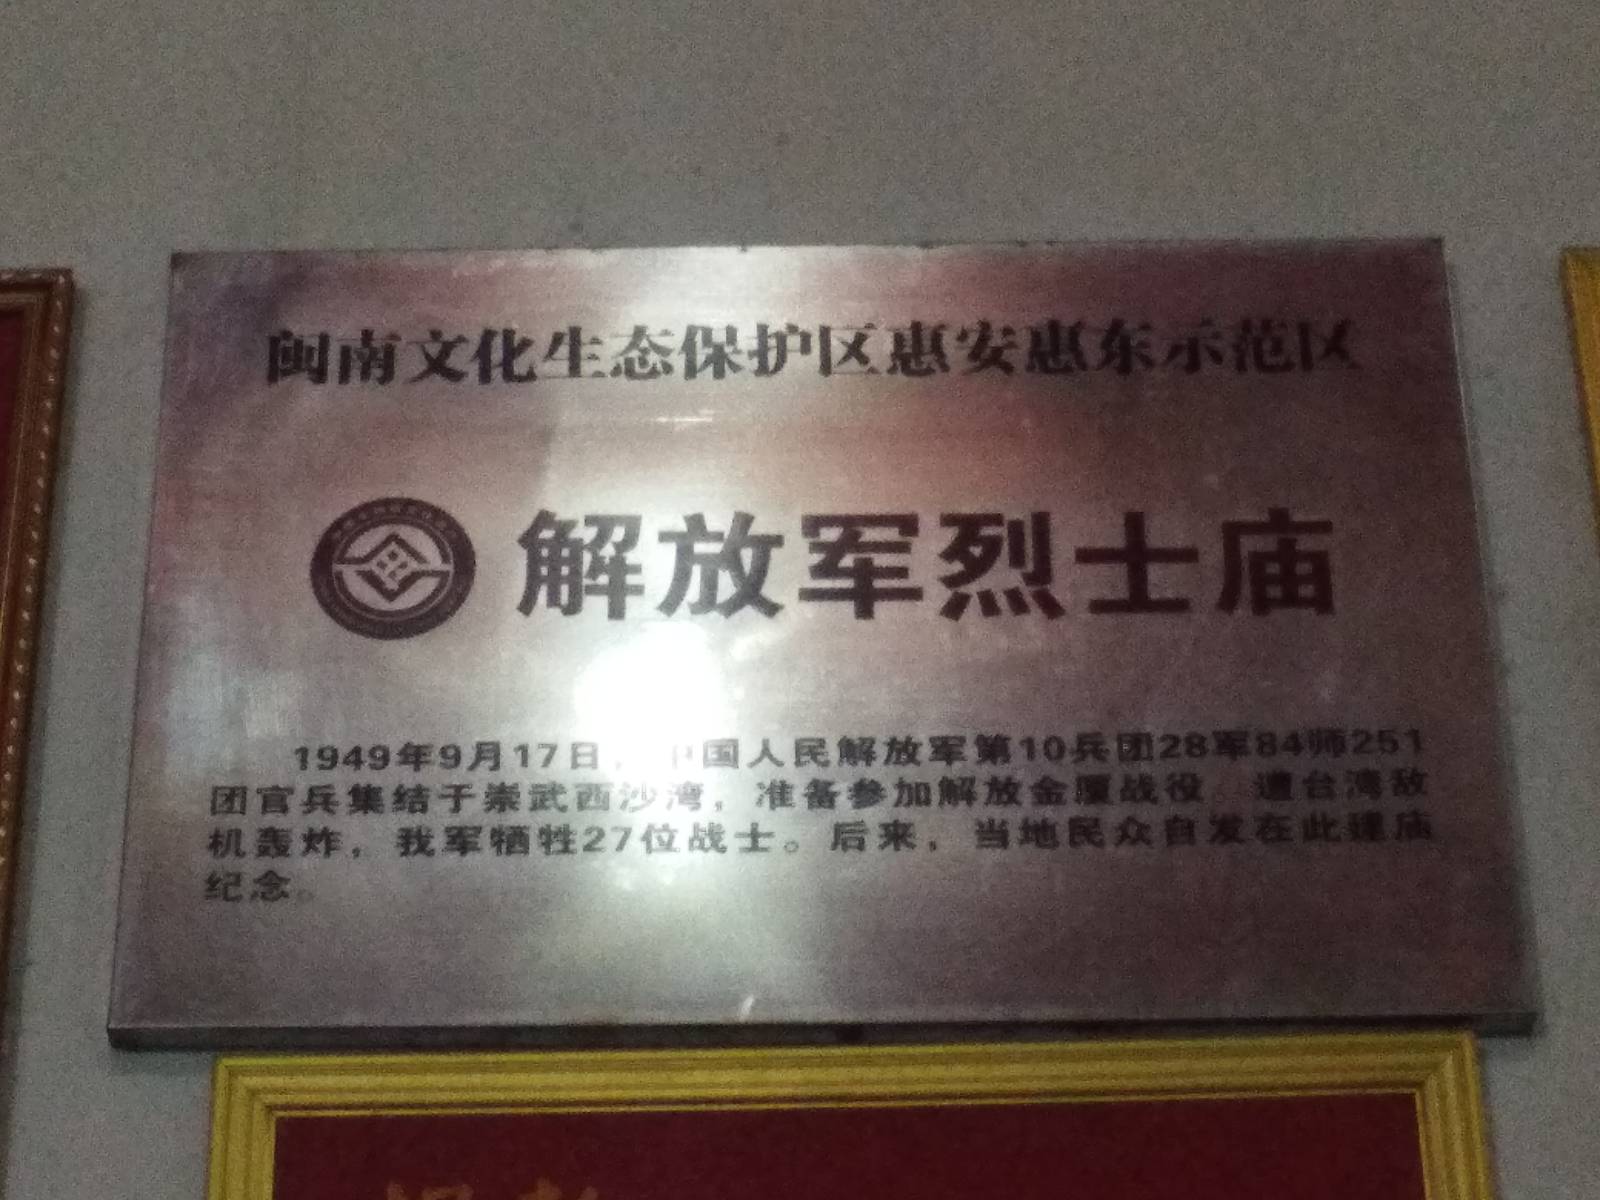 闽南文化生态保护区惠安惠东示范区
解放军烈士庙
1949年9月17日，中国人民解放军第10兵团28军84师251
团官兵集结于崇武西沙湾，准备参加解放金厦战役 遭台湾敌
机轰炸，我军牺牲27位战士。后来，当地民众自发在此建庙
纪念。